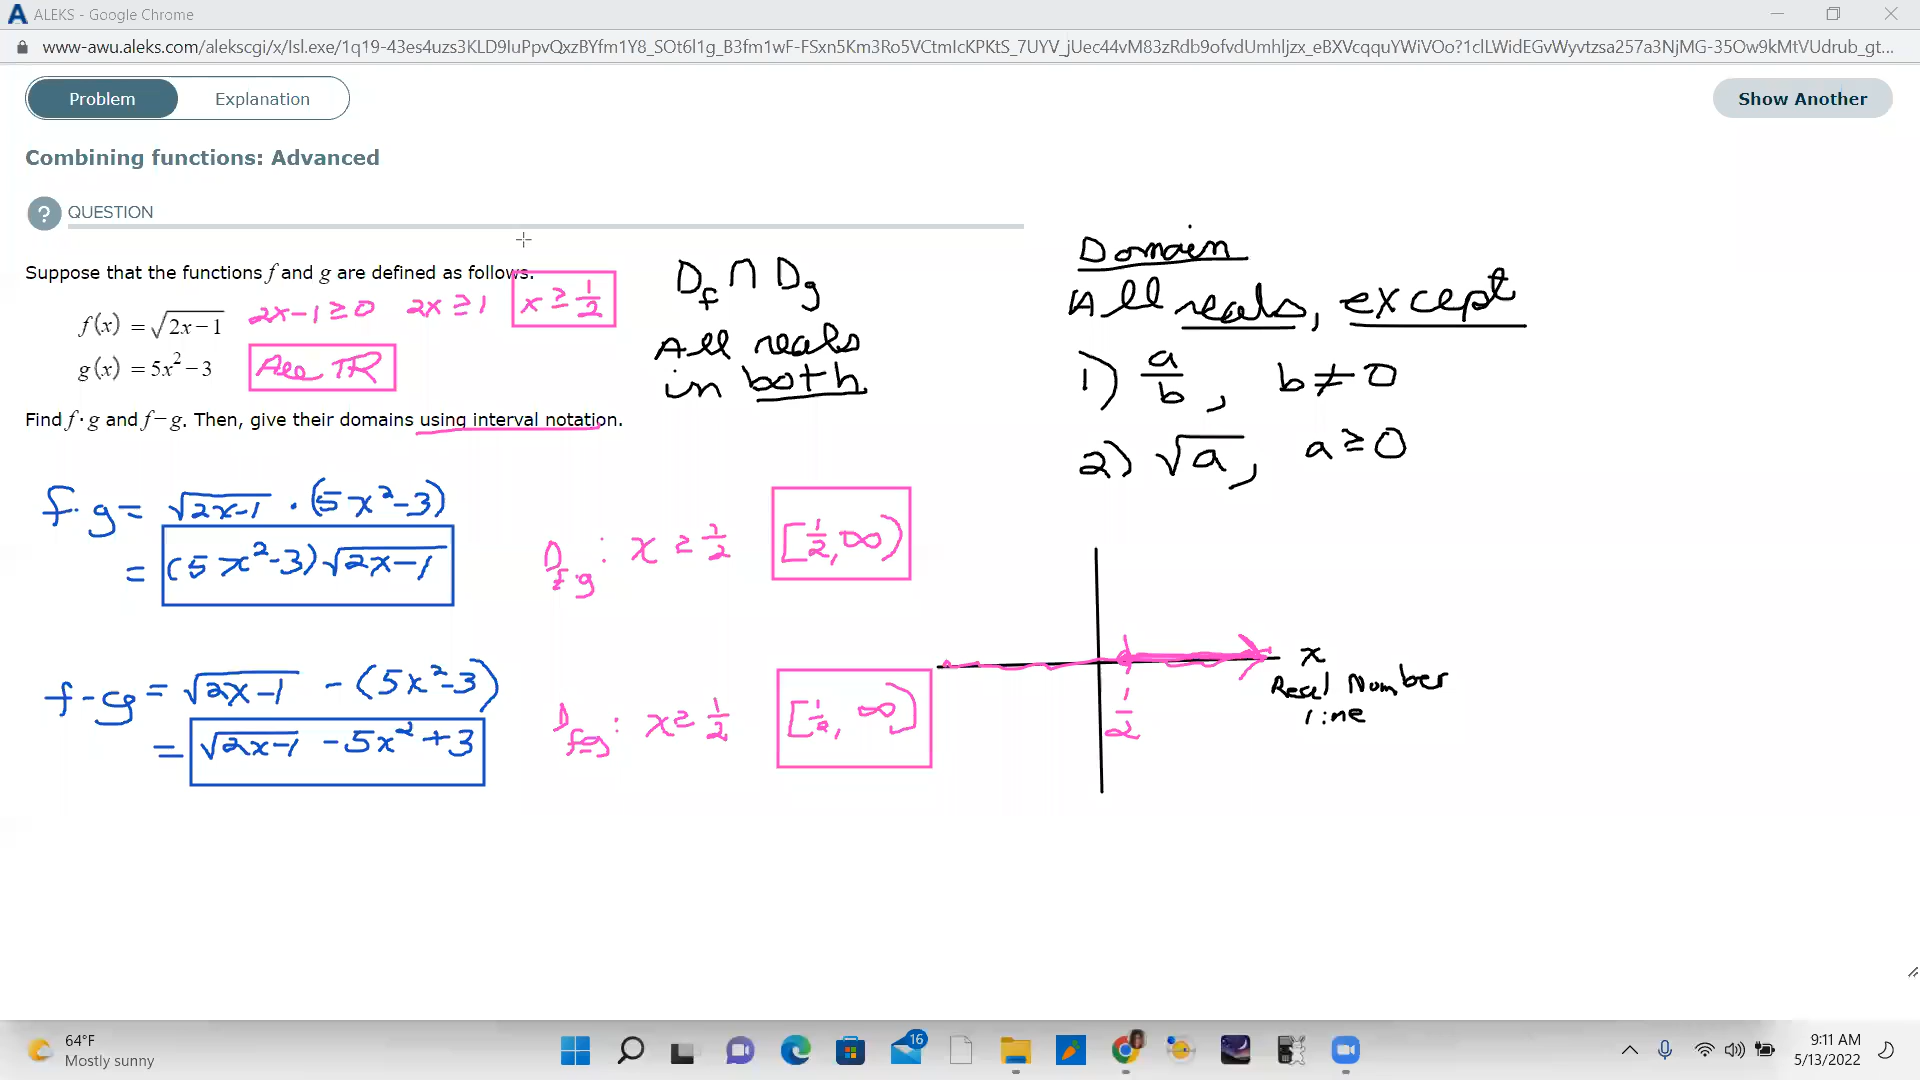 ALEKS - Google Chrome
www-awu.aleks.com/alekscgi/x/Isl.exe/1q19-43es4uzs3KLD9IuPpvQxzBYfm1Y8_SOt6l1g_B3fm1wF-FSxn5Km3Ro5VCtmIcKPKtS_7UYV_jUec44vM83zRdb9ofvdUmhljzx_eBXVcqquYWiVOo?1clLWidEGvWyvtzsa257a3NjMG-35Ow9kMtVUdrub_gt...
Problem Explanation Show Another
Combining functions: Advanced
? QUESTION
Suppose that the functions f and g are defined as follows.
f(x) = √2x−1 2x−1 ≥ 0 2x ≥ 1 x ≥ 1/2
g(x) = 5x² − 3 All IR
Find f·g and f−g. Then, give their domains using interval notation.
D_f ∩ D_g
All reals
in both
Domain
All reals, except
1) a/b, b ≠ 0
2) √a, a ≥ 0
f·g = √2x−1 · (5x²−3)
= (5x²−3)√2x−1
D_f·g : x ≥ 1/2 [1/2, ∞)
f−g = √2x−1 − (5x²−3)
= √2x−1 − 5x² + 3
D_f−g : x ≥ 1/2 [1/2, ∞)
x
Real Number
line
1/2
64°F
Mostly sunny
16
9:11 AM
5/13/2022